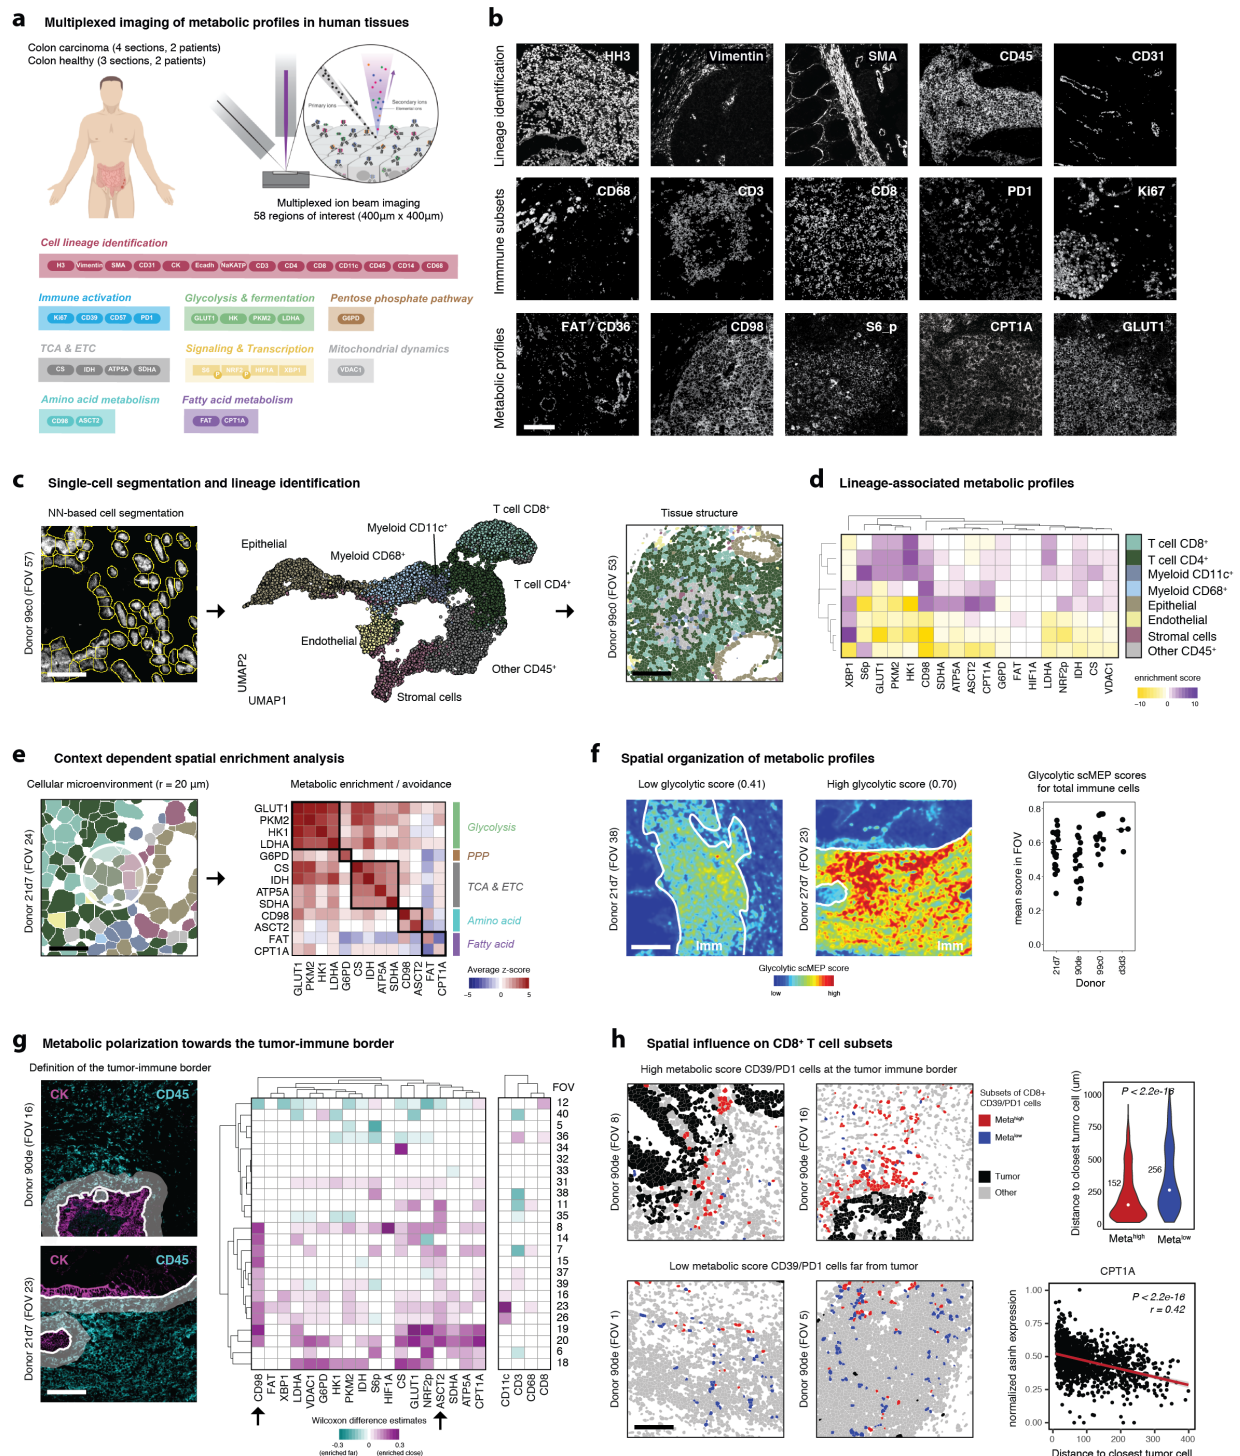 a Multiplexed imaging of metabolic profiles in human tissues
Colon carcinoma (4 sections, 2 patients)
Colon healthy (3 sections, 2 patients)
Primary ions
Secondary ions
Multiplexed ion beam imaging
58 regions of interest (400µm x 400µm)
Cell lineage identification
H3 Vimentin SMA CD31 CK Ecadh NaKATP CD3 CD4 CD8 CD11c CD45 CD14 CD68
Immune activation
Ki67 CD39 CD57 PD1
Glycolysis & fermentation
GLUT1 HK PKM2 LDHA
Pentose phosphate pathway
G6PD
TCA & ETC
CS IDH ATP5A SDHA
Signaling & Transcription
S6 P NRF2 P HIF1A XBP1
Mitochondrial dynamics
VDAC1
Amino acid metabolism
CD98 ASCT2
Fatty acid metabolism
FAT CPT1A
b
Lineage identification
HH3
Vimentin
SMA
CD45
CD31
Immune subsets
CD68
CD3
CD8
PD1
Ki67
Metabolic profiles
FAT / CD36
CD98
S6_p
CPT1A
GLUT1
c Single-cell segmentation and lineage identification
NN-based cell segmentation
Donor 99c0 (FOV 57)
Epithelial
Myeloid CD68⁺
Myeloid CD11c⁺
T cell CD8⁺
T cell CD4⁺
Endothelial
Other CD45⁺
Stromal cells
UMAP2
UMAP1
Tissue structure
Donor 99c0 (FOV 53)
d Lineage-associated metabolic profiles
T cell CD8⁺
T cell CD4⁺
Myeloid CD11c⁺
Myeloid CD68⁺
Epithelial
Endothelial
Stromal cells
Other CD45⁺
XBP1 S6p GLUT1 PKM2 HK1 CD98 SDHA ATP5A ASCT2 CPT1A G6PD FAT HIF1A LDHA NRF2p IDH CS VDAC1
enrichment score
-10 0 10
e Context dependent spatial enrichment analysis
Cellular microenvironment (r = 20 µm)
Donor 21d7 (FOV 24)
Metabolic enrichment / avoidance
GLUT1
PKM2
HK1
LDHA
G6PD
CS
IDH
ATP5A
SDHA
CD98
ASCT2
FAT
CPT1A
GLUT1 PKM2 HK1 LDHA G6PD CS IDH ATP5A SDHA CD98 ASCT2 FAT CPT1A
Glycolysis
PPP
TCA & ETC
Amino acid
Fatty acid
Average z-score
-5 0 5
f Spatial organization of metabolic profiles
Low glycolytic score (0.41)
Donor 21d7 (FOV 38)
Imm
High glycolytic score (0.70)
Donor 27d7 (FOV 23)
Imm
Glycolytic scMEP score
low high
Glycolytic scMEP scores
for total immune cells
mean score in FOV
0.8
0.6
0.4
0.2
0.0
21d7 90de 99c0 d3d3
Donor
g Metabolic polarization towards the tumor-immune border
Definition of the tumor-immune border
CK CD45
Donor 90de (FOV 16)
CK CD45
Donor 21d7 (FOV 23)
FOV
12
40
5
36
34
32
33
31
38
11
35
8
14
7
15
37
39
16
23
26
19
20
6
18
CD98 FAT XBP1 LDHA VDAC1 G6PD HK1 PKM2 IDH S6p HIF1A CS GLUT1 NRF2p ASCT2 SDHA ATP5A CPT1A
CD11c CD3 CD68 CD8
Wilcoxon difference estimates
-0.3 0 0.3
(enriched far) (enriched close)
h Spatial influence on CD8⁺ T cell subsets
High metabolic score CD39/PD1 cells at the tumor immune border
Donor 90de (FOV 8)
Donor 90de (FOV 16)
Subsets of CD8+
CD39/PD1 cells
Metaʰⁱᵍʰ
Metaˡᵒʷ
Tumor
Other
Low metabolic score CD39/PD1 cells far from tumor
Donor 90de (FOV 1)
Donor 90de (FOV 5)
Distance to closest tumro cell (um)
P < 2.2e-16
1000
750
500
250
0
152
256
Metaʰⁱᵍʰ Metaˡᵒʷ
CPT1A
P < 2.2e-16
r = 0.42
normalized asinh expression
1.00
0.75
0.50
0.25
0.00
0 100 200 300 400
Distance to closest tumor cell